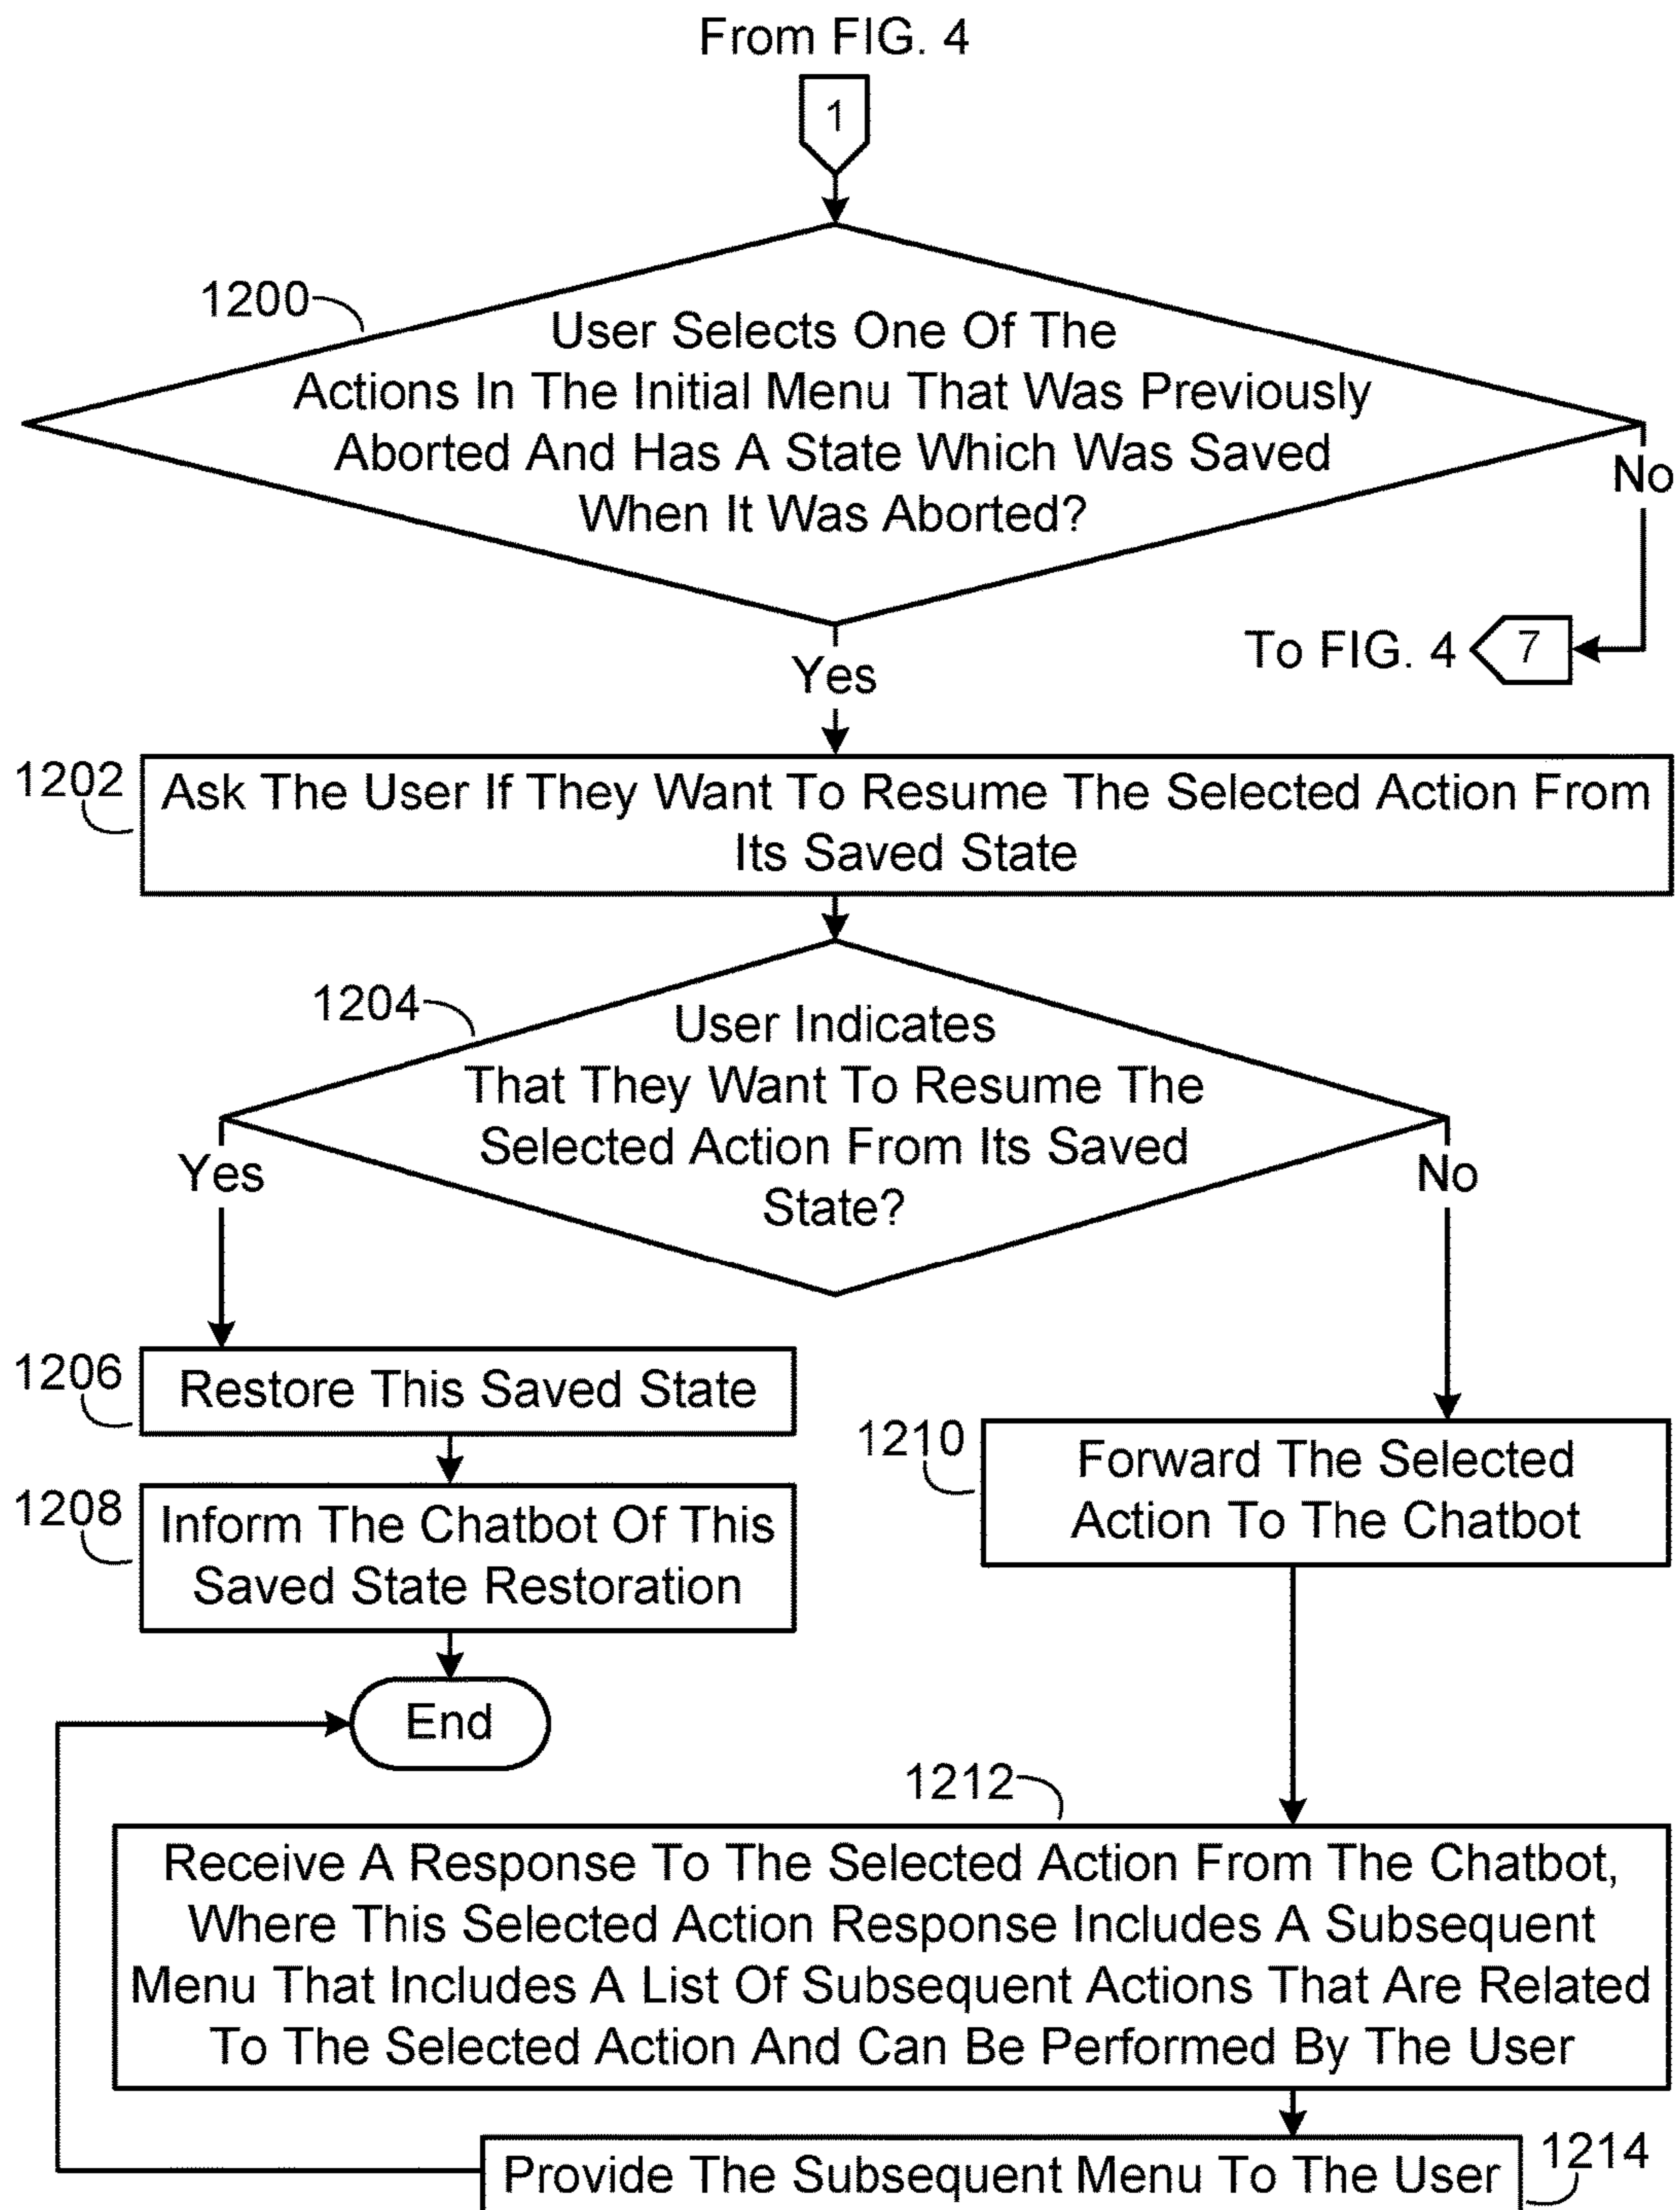 From FIG. 4
1
1200
User Selects One Of The
Actions In The Initial Menu That Was Previously
Aborted And Has A State Which Was Saved
When It Was Aborted?
No
To FIG. 4
7
Yes
1202
Ask The User If They Want To Resume The Selected Action From
Its Saved State
1204
User Indicates
That They Want To Resume The
Selected Action From Its Saved
State?
Yes
No
1206
Restore This Saved State
1208
Inform The Chatbot Of This
Saved State Restoration
End
1210
Forward The Selected
Action To The Chatbot
1212
Receive A Response To The Selected Action From The Chatbot,
Where This Selected Action Response Includes A Subsequent
Menu That Includes A List Of Subsequent Actions That Are Related
To The Selected Action And Can Be Performed By The User
Provide The Subsequent Menu To The User
1214